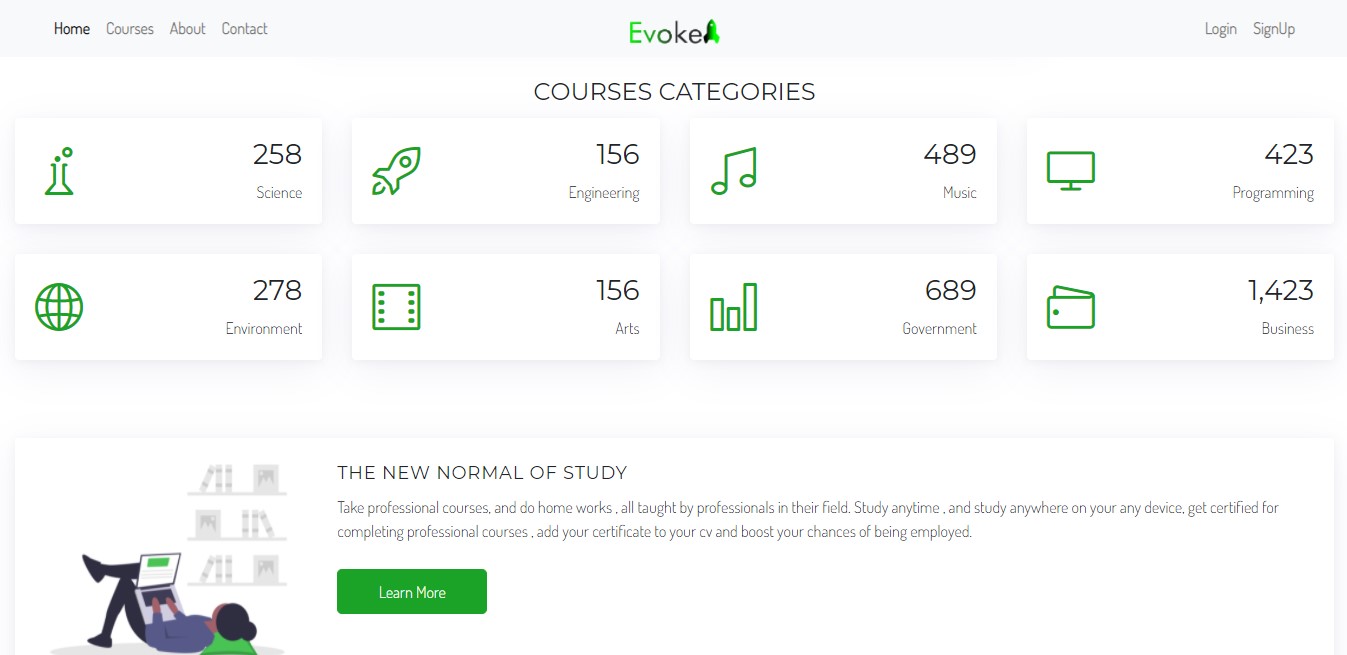 Home Courses About Contact Evoke Login SignUp
COURSES CATEGORIES
258 156 489 423
Science Engineering Music Programming
278 156 689 1,423
Environment Arts Government Business
THE NEW NORMAL OF STUDY
Take professional courses, and do home works , all taught by professionals in their field. Study anytime , and study anywhere on your any device, get certified for
completing professional courses , add your certificate to your cv and boost your chances of being employed.
Learn More